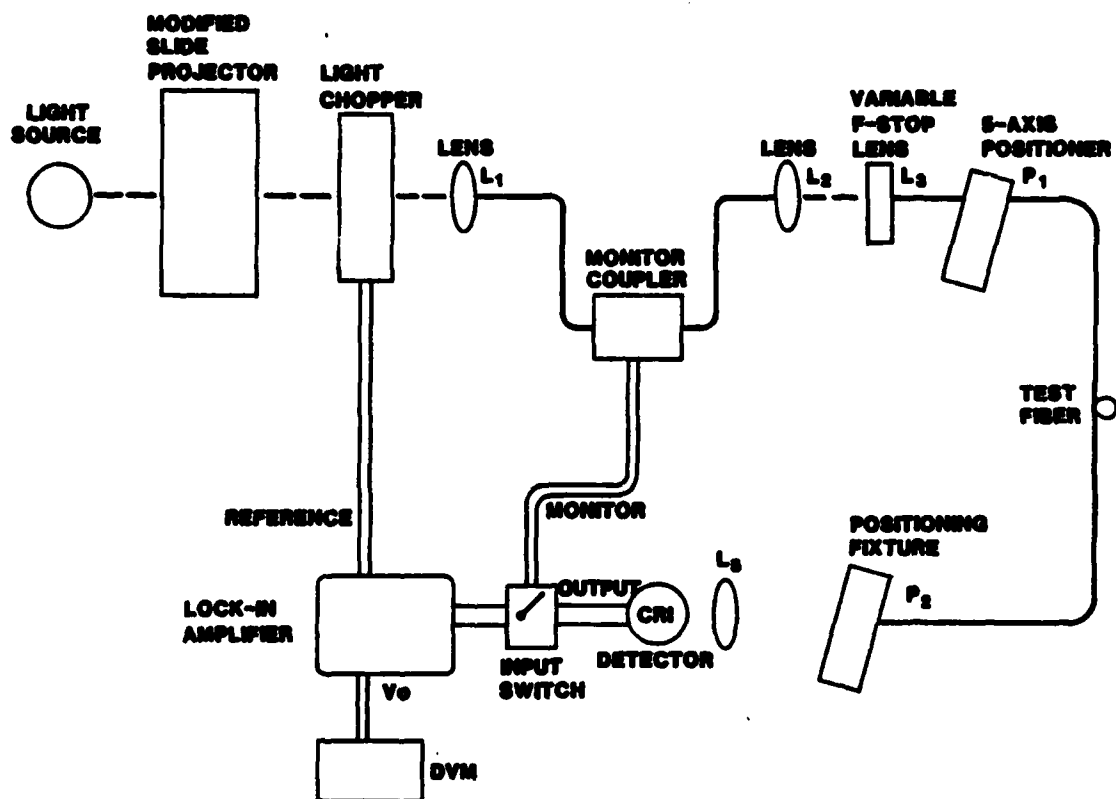 MODIFIED
SLIDE
PROJECTOR
LIGHT
CHOPPER
LIGHT
SOURCE
LENS
L₁
LENS
L₂
VARIABLE
F-STOP
LENS
L₃
5-AXIS
POSITIONER
P₁
MONITOR
COUPLER
TEST
FIBER
REFERENCE
MONITOR
POSITIONING
FIXTURE
P₂
LOCK-IN
AMPLIFIER
OUTPUT
CRI
DETECTOR
L₅
INPUT
SWITCH
Vo
DVM